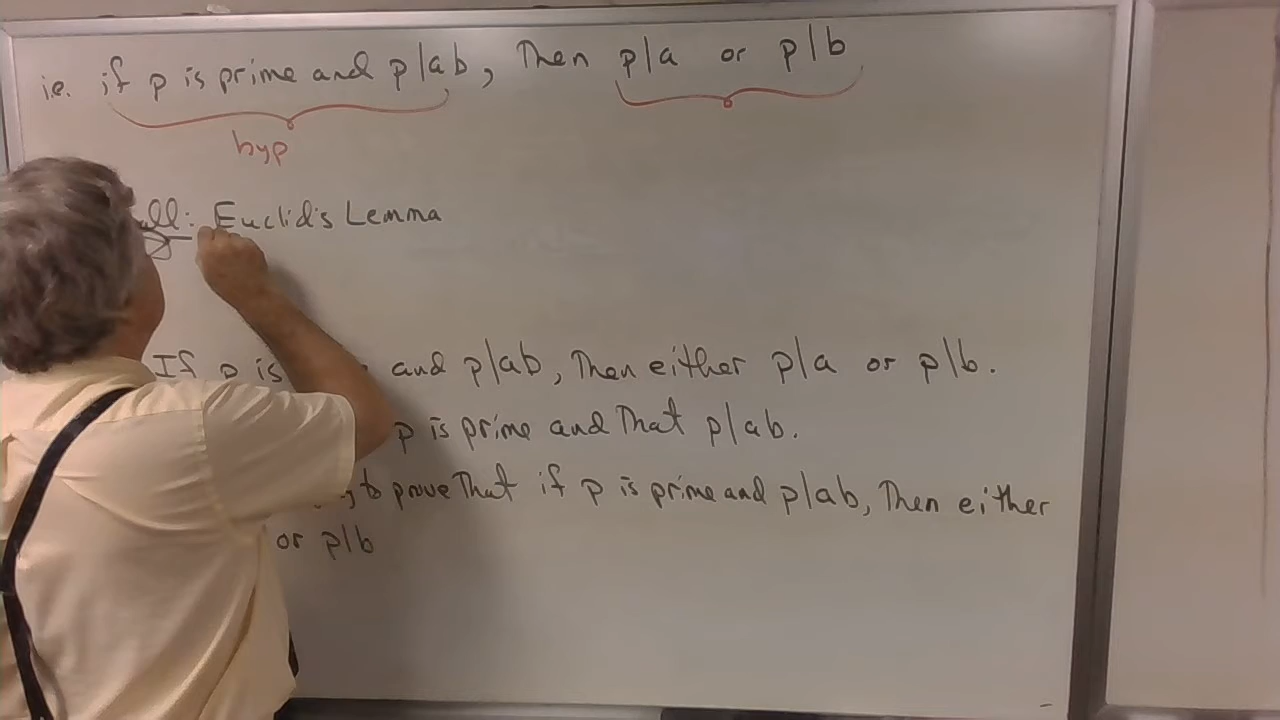 i.e. if p is prime and p|ab, Then p|a or p|b
hyp
Euclid's Lemma
If p is and p|ab, Then either p|a or p|b.
p is prime and That p|ab.
to prove That if p is prime and p|ab, Then either
or p|b